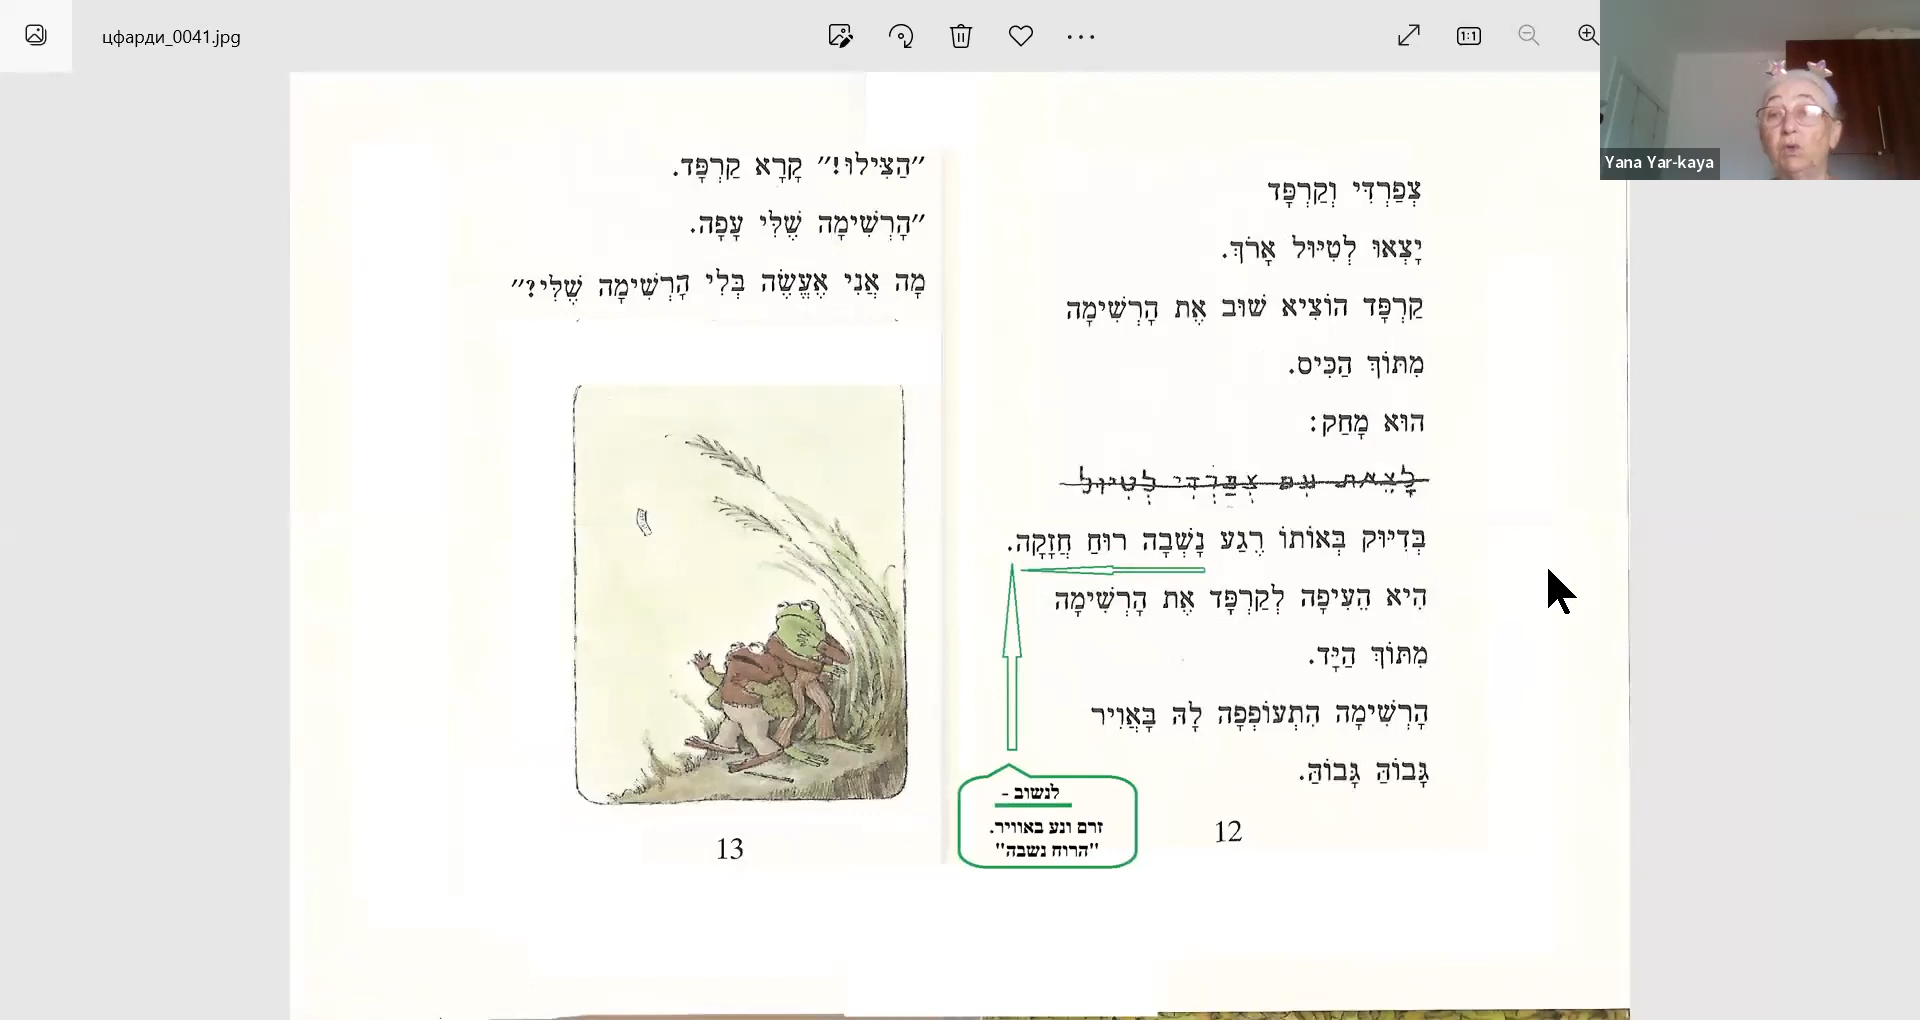 цфарди_0041.jpg
Yana Yar-kaya
צְפַרְדִּי וְקַרְפָּד
יָצְאוּ לְטִיּוּל אָרֹךְ.
קַרְפָּד הוֹצִיא שׁוּב אֶת הָרְשִׁימָה
מִתּוֹךְ הַכִּיס.
הוּא מָחַק:
לָצֵאת עִם צְפַרְדִּי לְטִיּוּל
בְּדִיּוּק בְּאוֹתוֹ רֶגַע נָשְׁבָה רוּחַ חֲזָקָה.
הִיא הֵעִיפָה לְקַרְפָּד אֶת הָרְשִׁימָה
מִתּוֹךְ הַיָּד.
הָרְשִׁימָה הִתְעוֹפְפָה לָהּ בָּאֲוִיר
גָּבוֹהַּ גָּבוֹהַּ.
לנשוב -
זרם ונע באוויר.
"הרוח נשבה"
12
"הַצִּילוּ!" קָרָא קַרְפָּד.
"הָרְשִׁימָה שֶׁלִּי עָפָה.
מָה אֲנִי אֶעֱשֶׂה בְּלִי הָרְשִׁימָה שֶׁלִּי?"
13